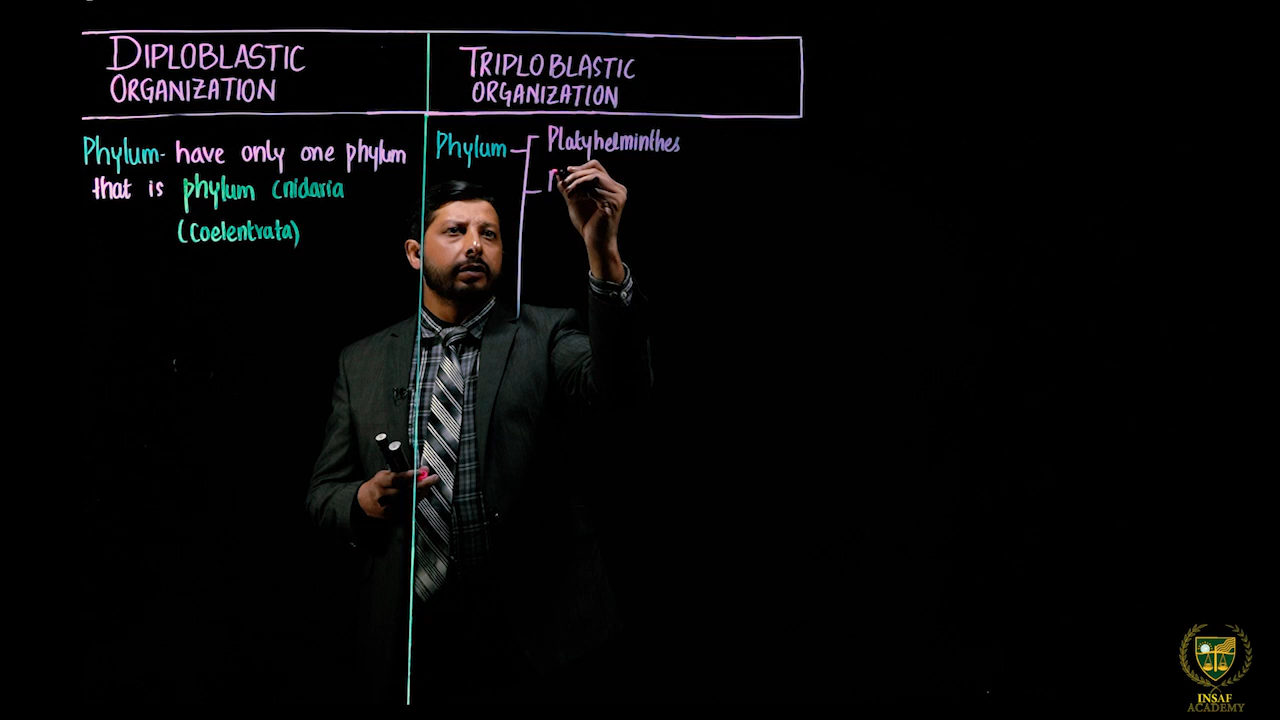 DIPLOBLASTIC
ORGANIZATION
TRIPLOBLASTIC
ORGANIZATION
Phylum- have only one phylum
that is phylum cnidaria
(Coelentrata)
Phylum
Platyhelminthes
INSAF
ACADEMY